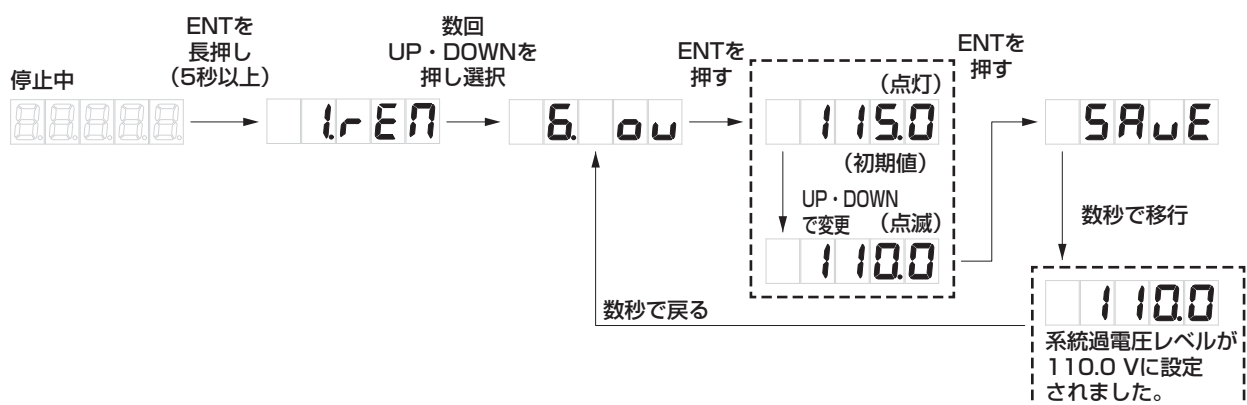 停止中
ENTを
長押し
（5秒以上）
1.rEM
数回
UP・DOWNを
押し選択
6. ou
ENTを
押す
（点灯）
115.0
（初期値）
UP・DOWN
で変更
（点滅）
110.0
ENTを
押す
SAuE
数秒で移行
110.0
系統過電圧レベルが
110.0 Vに設定
されました。
数秒で戻る